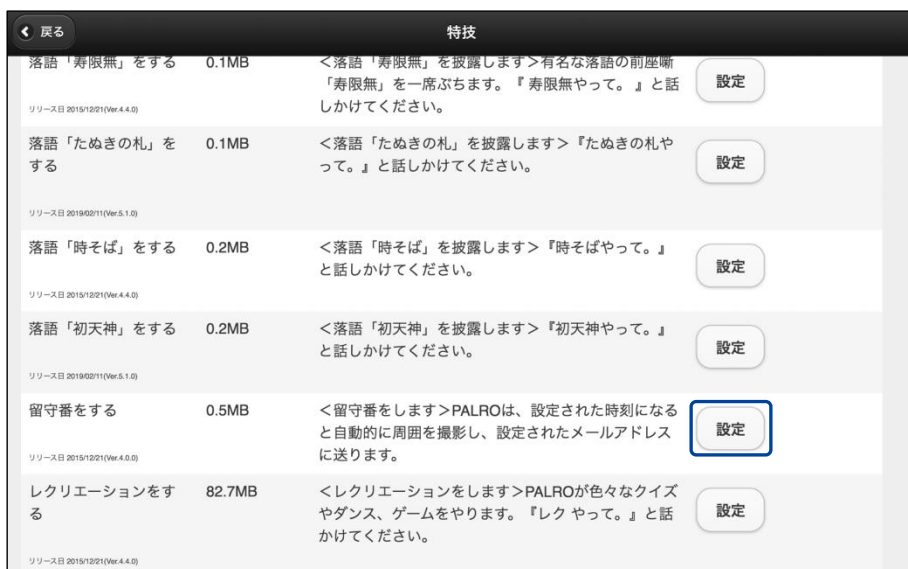 戻る
特技
落語「寿限無」をする 0.1MB <落語「寿限無」を披露します>有名な落語の前座噺
「寿限無」を一席ぶちます。『 寿限無やって。 』と話
しかけてください。
設定
リリース日 2015/12/21(Ver.4.4.0)
落語「たぬきの札」を 0.1MB <落語「たぬきの札」を披露します>『たぬきの札や
する
って。』と話しかけてください。
設定
リリース日 2019/02/11(Ver.5.1.0)
落語「時そば」をする 0.2MB <落語「時そば」を披露します>『時そばやって。』
と話しかけてください。
設定
リリース日 2015/12/21(Ver.4.4.0)
落語「初天神」をする 0.2MB <落語「初天神」を披露します>『初天神やって。』
と話しかけてください。
設定
リリース日 2019/02/11(Ver.5.1.0)
留守番をする 0.5MB <留守番をします>PALROは、設定された時刻になる
と自動的に周囲を撮影し、設定されたメールアドレス
に送ります。
設定
リリース日 2015/12/21(Ver.4.0.0)
レクリエーションをす 82.7MB <レクリエーションをします>PALROが色々なクイズ
る
やダンス、ゲームをやります。『レク やって。』と話し
かけてください。
設定
リリース日 2015/12/21(Ver.4.4.0)